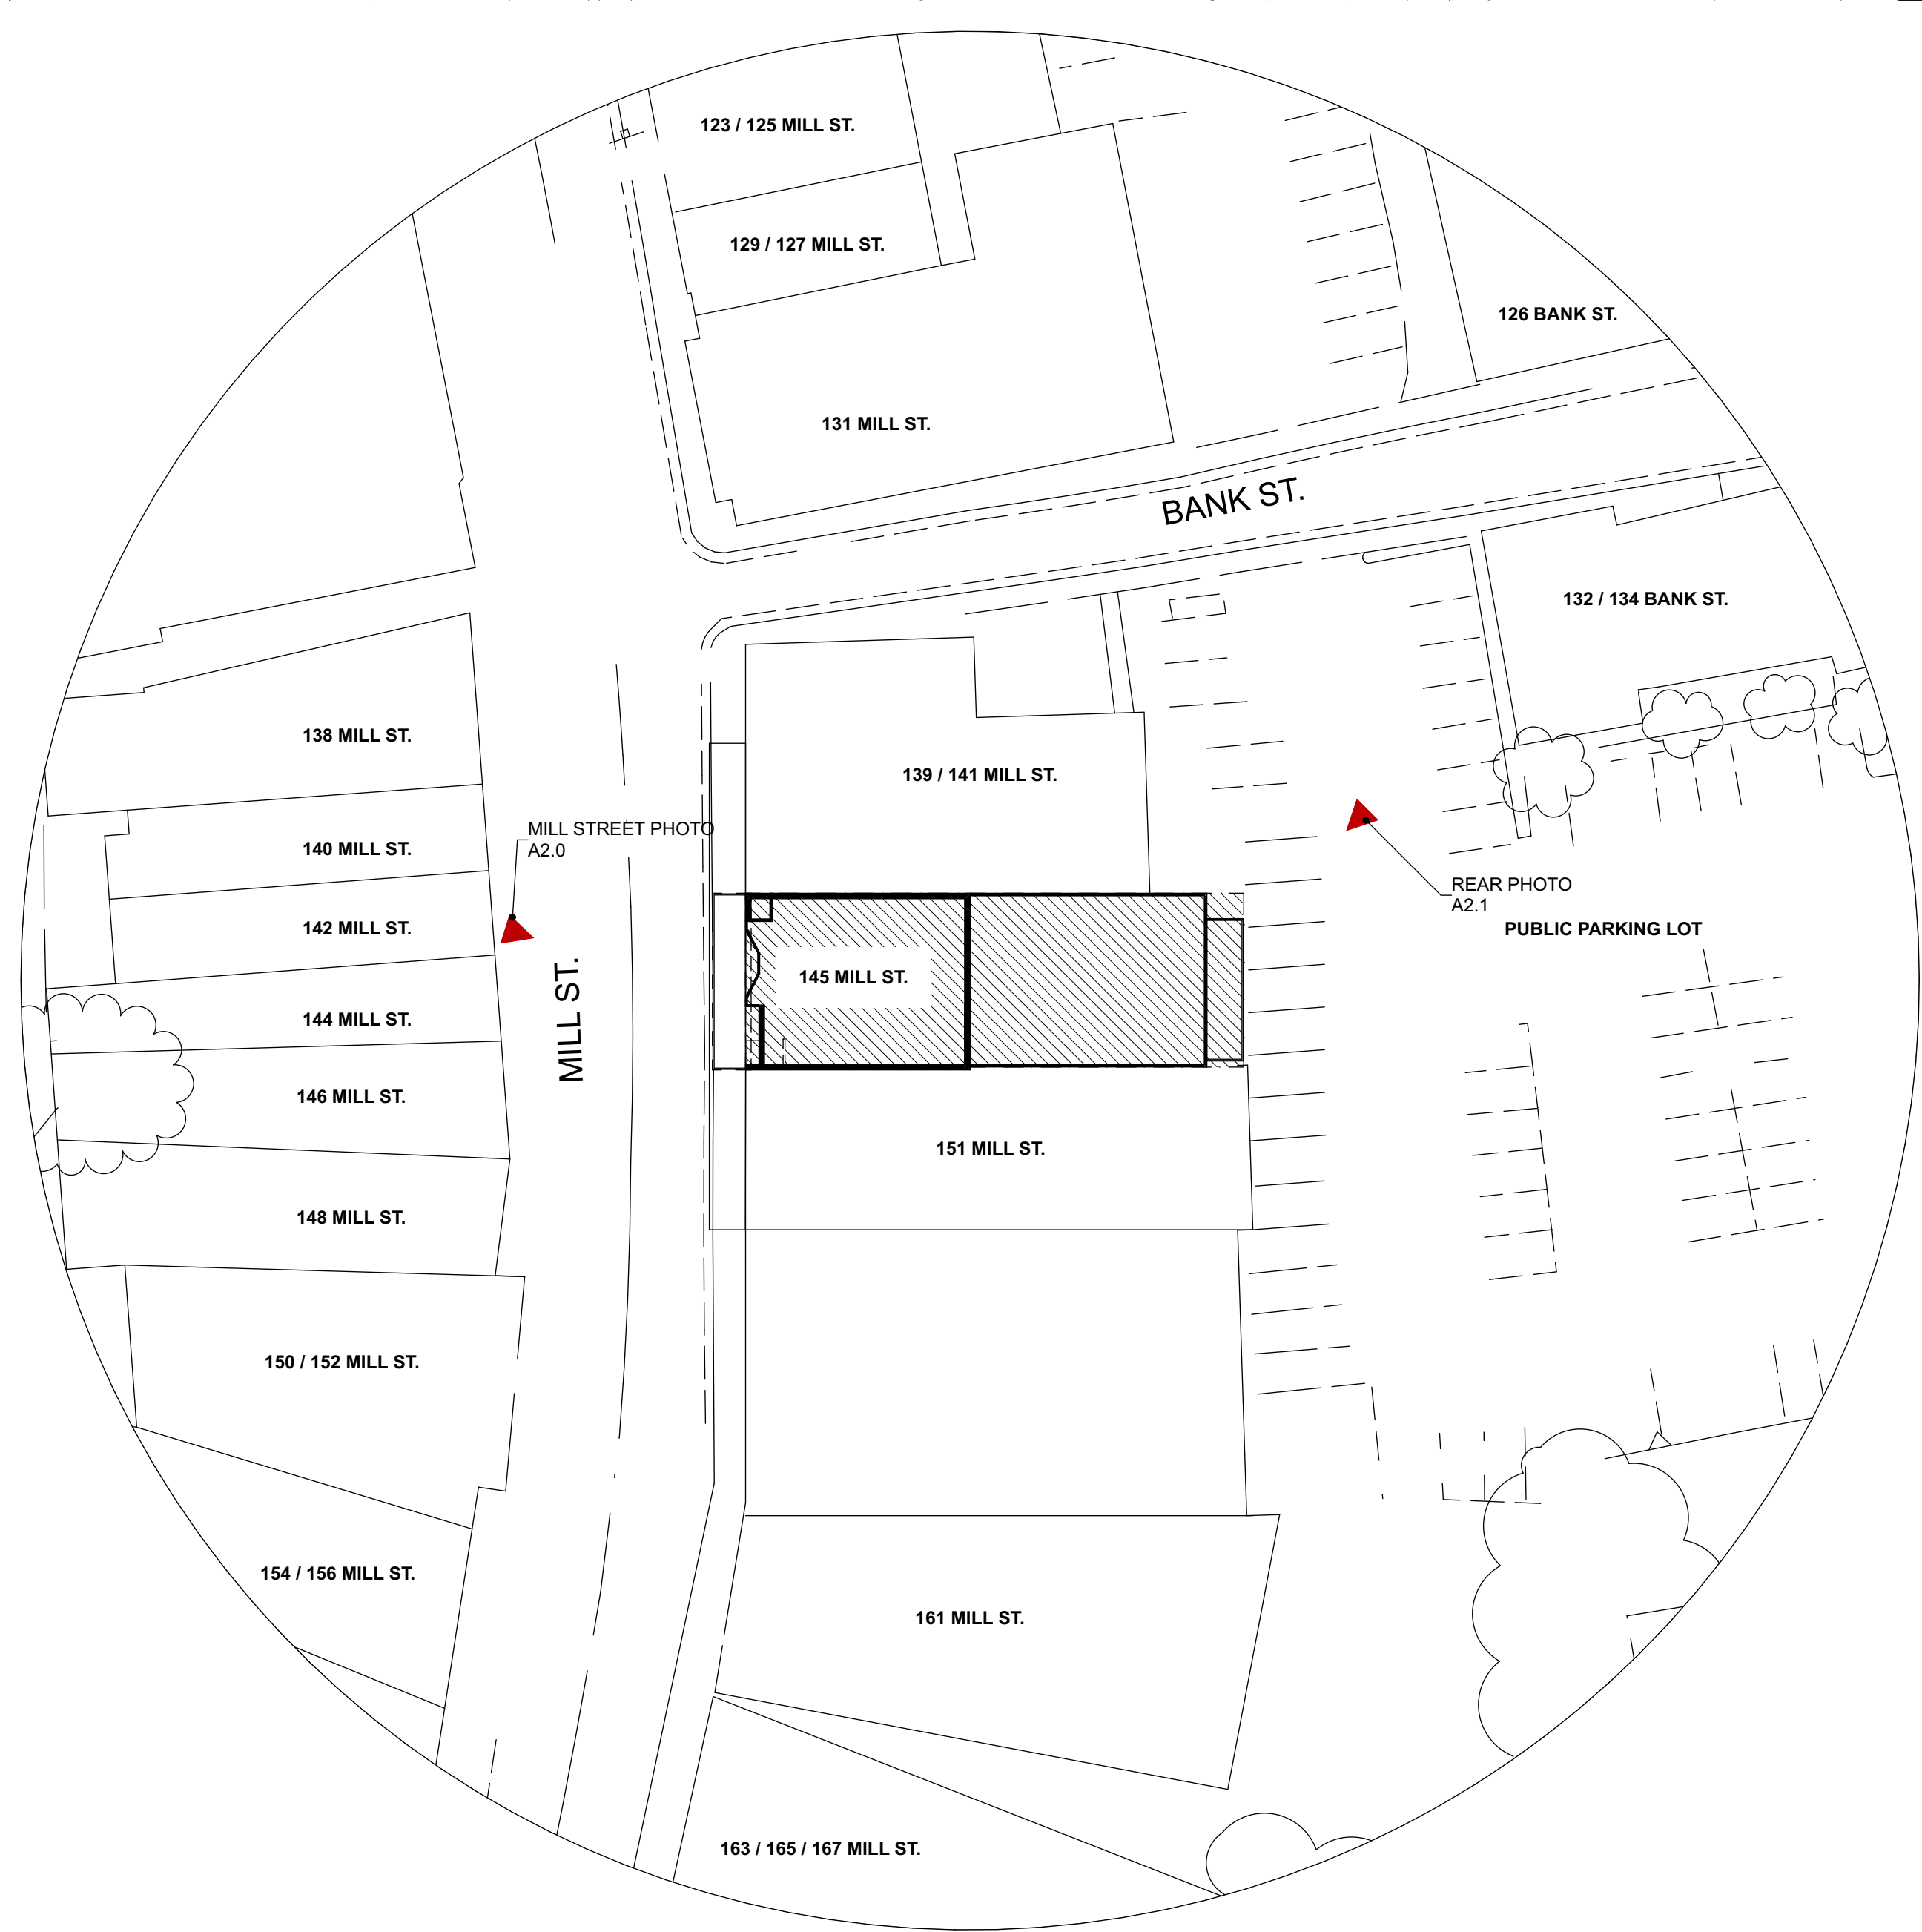 123 / 125 MILL ST.
129 / 127 MILL ST.
126 BANK ST.
131 MILL ST.
BANK ST.
132 / 134 BANK ST.
138 MILL ST.
139 / 141 MILL ST.
MILL STREET PHOTO
A2.0
140 MILL ST.
REAR PHOTO
A2.1
142 MILL ST.
PUBLIC PARKING LOT
145 MILL ST.
MILL ST.
144 MILL ST.
146 MILL ST.
151 MILL ST.
148 MILL ST.
150 / 152 MILL ST.
154 / 156 MILL ST.
161 MILL ST.
163 / 165 / 167 MILL ST.